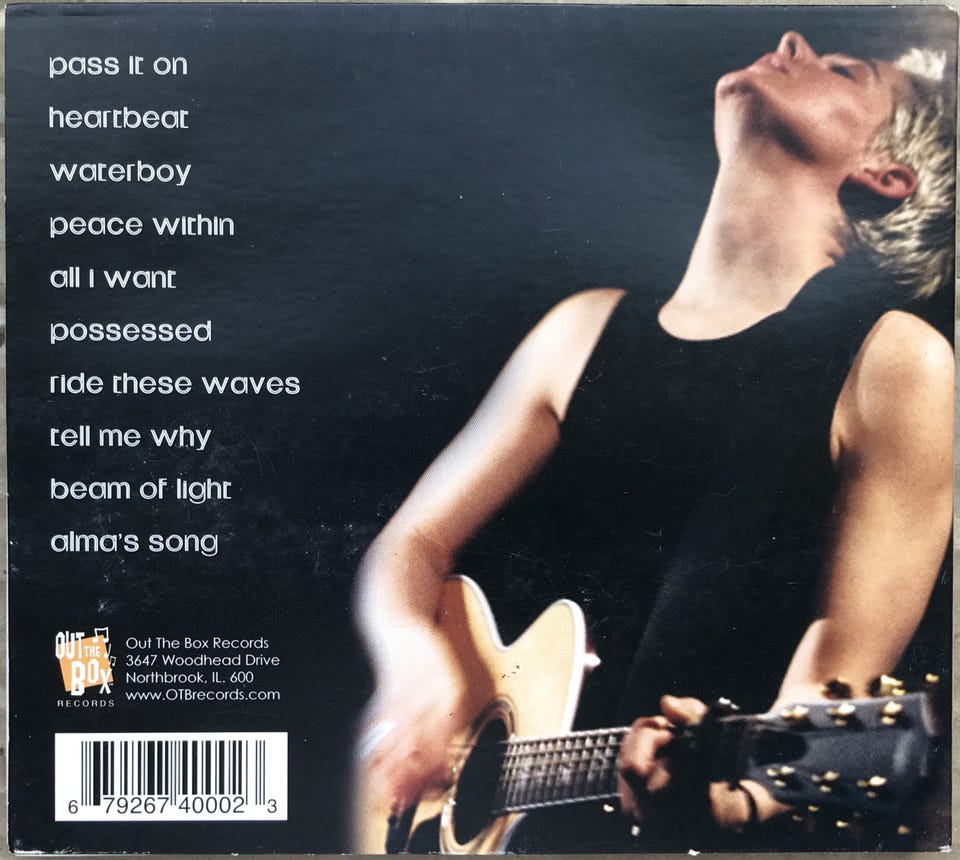 pass it on
heartbeat
waterboy
peace within
all i want
possessed
ride these waves
tell me why
beam of light
alma's song
OUT THE BOX RECORDS
Out The Box Records
3647 Woodhead Drive
Northbrook, IL. 600
www.OTBrecords.com
6 79267 40002 3